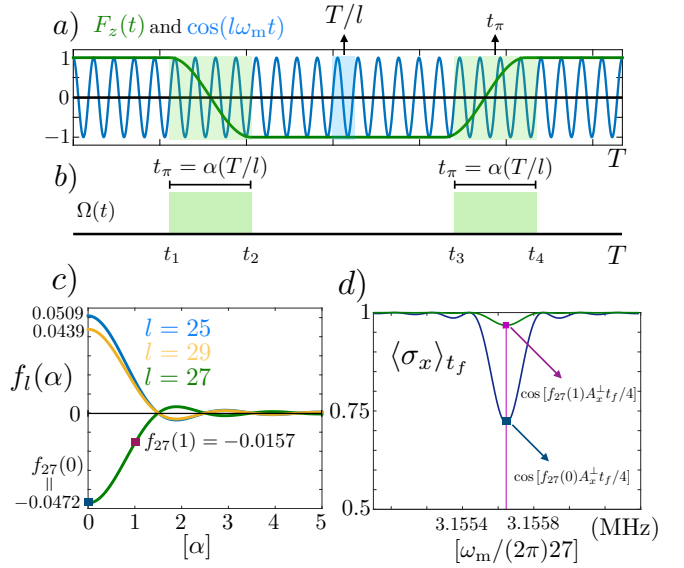 a) F_z(t) and cos(lω_m t) T/l t_π
1
0
−1
T
b) t_π = α(T/l) t_π = α(T/l)
Ω(t)
t_1 t_2 t_3 t_4 T
c)
0.0509
0.0439
l = 25
l = 29
l = 27
f_l(α)
0
f_27(1) = −0.0157
f_27(0)
=
−0.0472
0 1 2 3 4 5
[α]
d)
1
⟨σ_x⟩_{t_f}
cos [f_27(1)A_x^⊥ t_f/4]
0.75
cos [f_27(0)A_x^⊥ t_f/4]
0.5
3.1554 3.1558 (MHz)
[ω_m/(2π)27]